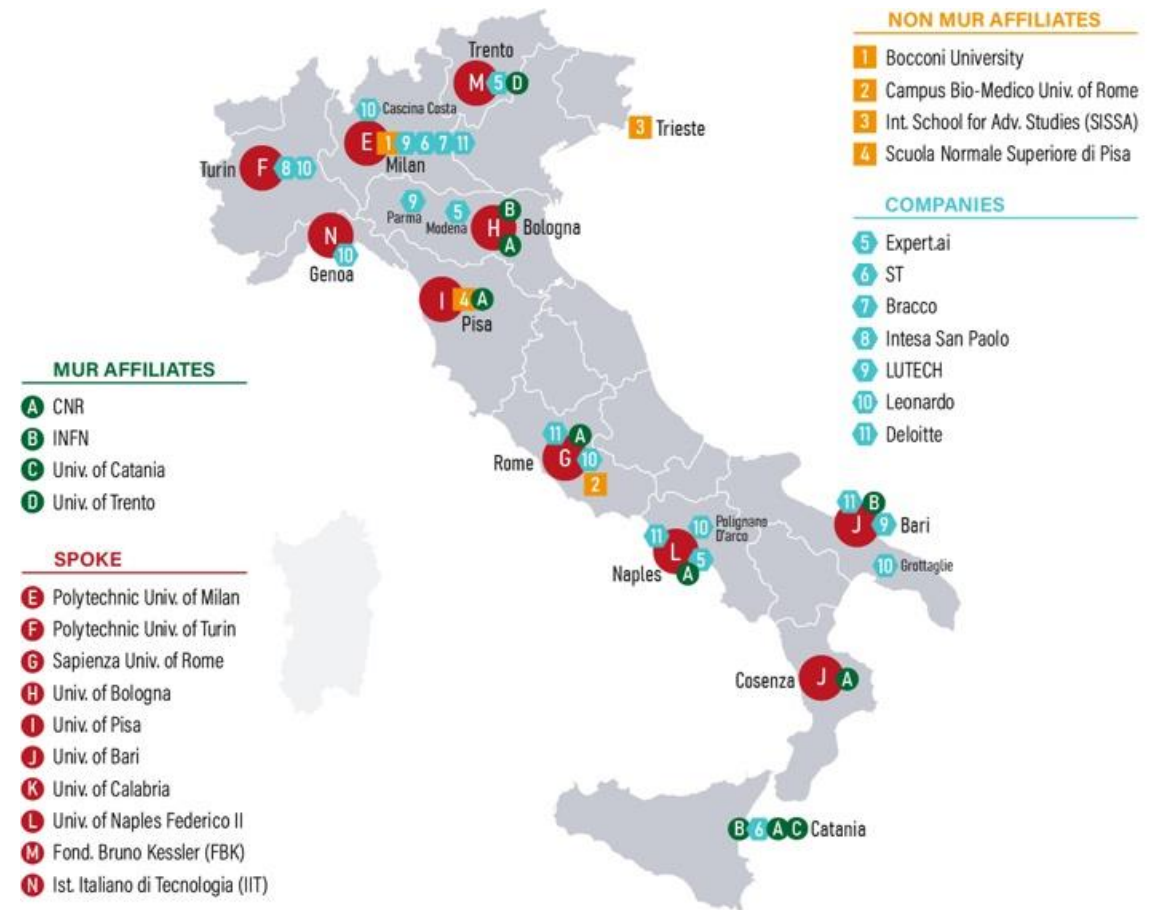 NON MUR AFFILIATES
1 Bocconi University
2 Campus Bio-Medico Univ. of Rome
3 Int. School for Adv. Studies (SISSA)
4 Scuola Normale Superiore di Pisa
COMPANIES
5 Expert.ai
6 ST
7 Bracco
8 Intesa San Paolo
9 LUTECH
10 Leonardo
11 Deloitte
MUR AFFILIATES
A CNR
B INFN
C Univ. of Catania
D Univ. of Trento
SPOKE
E Polytechnic Univ. of Milan
F Polytechnic Univ. of Turin
G Sapienza Univ. of Rome
H Univ. of Bologna
I Univ. of Pisa
J Univ. of Bari
K Univ. of Calabria
L Univ. of Naples Federico II
M Fond. Bruno Kessler (FBK)
N Ist. Italiano di Tecnologia (IIT)
Trento
M 5 D
10 Cascina Costa
E 1 9 6 7 11
Milan
3 Trieste
Turin F 8 10
9
Parma
5
Modena
B
H Bologna
A
N
10
Genoa
I 4 A
Pisa
11 A
Rome G 10
2
11
10 Polignano
D'arco
L
5
Naples A
11 B
J 9 Bari
10 Grottaglie
Cosenza J A
B 6 A C Catania